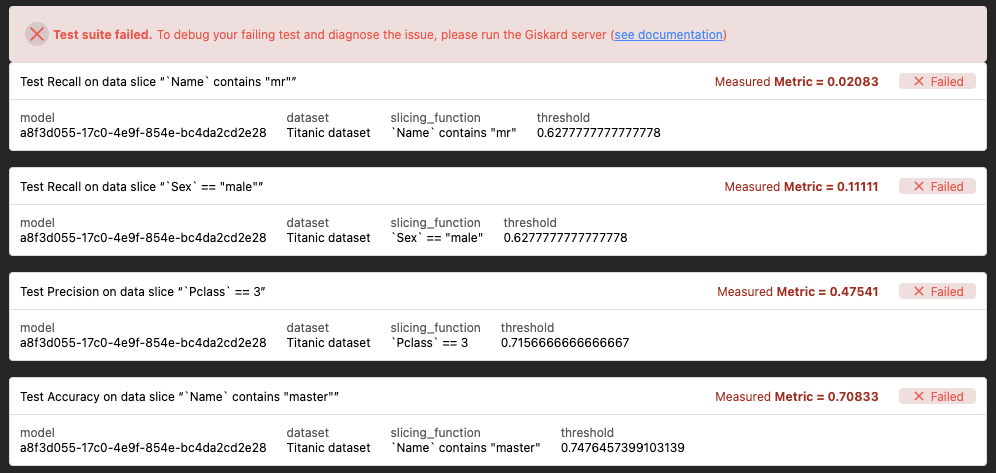 Test suite failed. To debug your failing test and diagnose the issue, please run the Giskard server (see documentation)
Test Recall on data slice “`Name` contains "mr"” Measured Metric = 0.02083 Failed
model dataset slicing_function threshold
a8f3d055-17c0-4e9f-854e-bc4da2cd2e28 Titanic dataset `Name` contains "mr" 0.6277777777777778
Test Recall on data slice “`Sex` == "male"” Measured Metric = 0.11111 Failed
model dataset slicing_function threshold
a8f3d055-17c0-4e9f-854e-bc4da2cd2e28 Titanic dataset `Sex` == "male" 0.6277777777777778
Test Precision on data slice “`Pclass` == 3” Measured Metric = 0.47541 Failed
model dataset slicing_function threshold
a8f3d055-17c0-4e9f-854e-bc4da2cd2e28 Titanic dataset `Pclass` == 3 0.7156666666666667
Test Accuracy on data slice “`Name` contains "master"” Measured Metric = 0.70833 Failed
model dataset slicing_function threshold
a8f3d055-17c0-4e9f-854e-bc4da2cd2e28 Titanic dataset `Name` contains "master" 0.7476457399103139